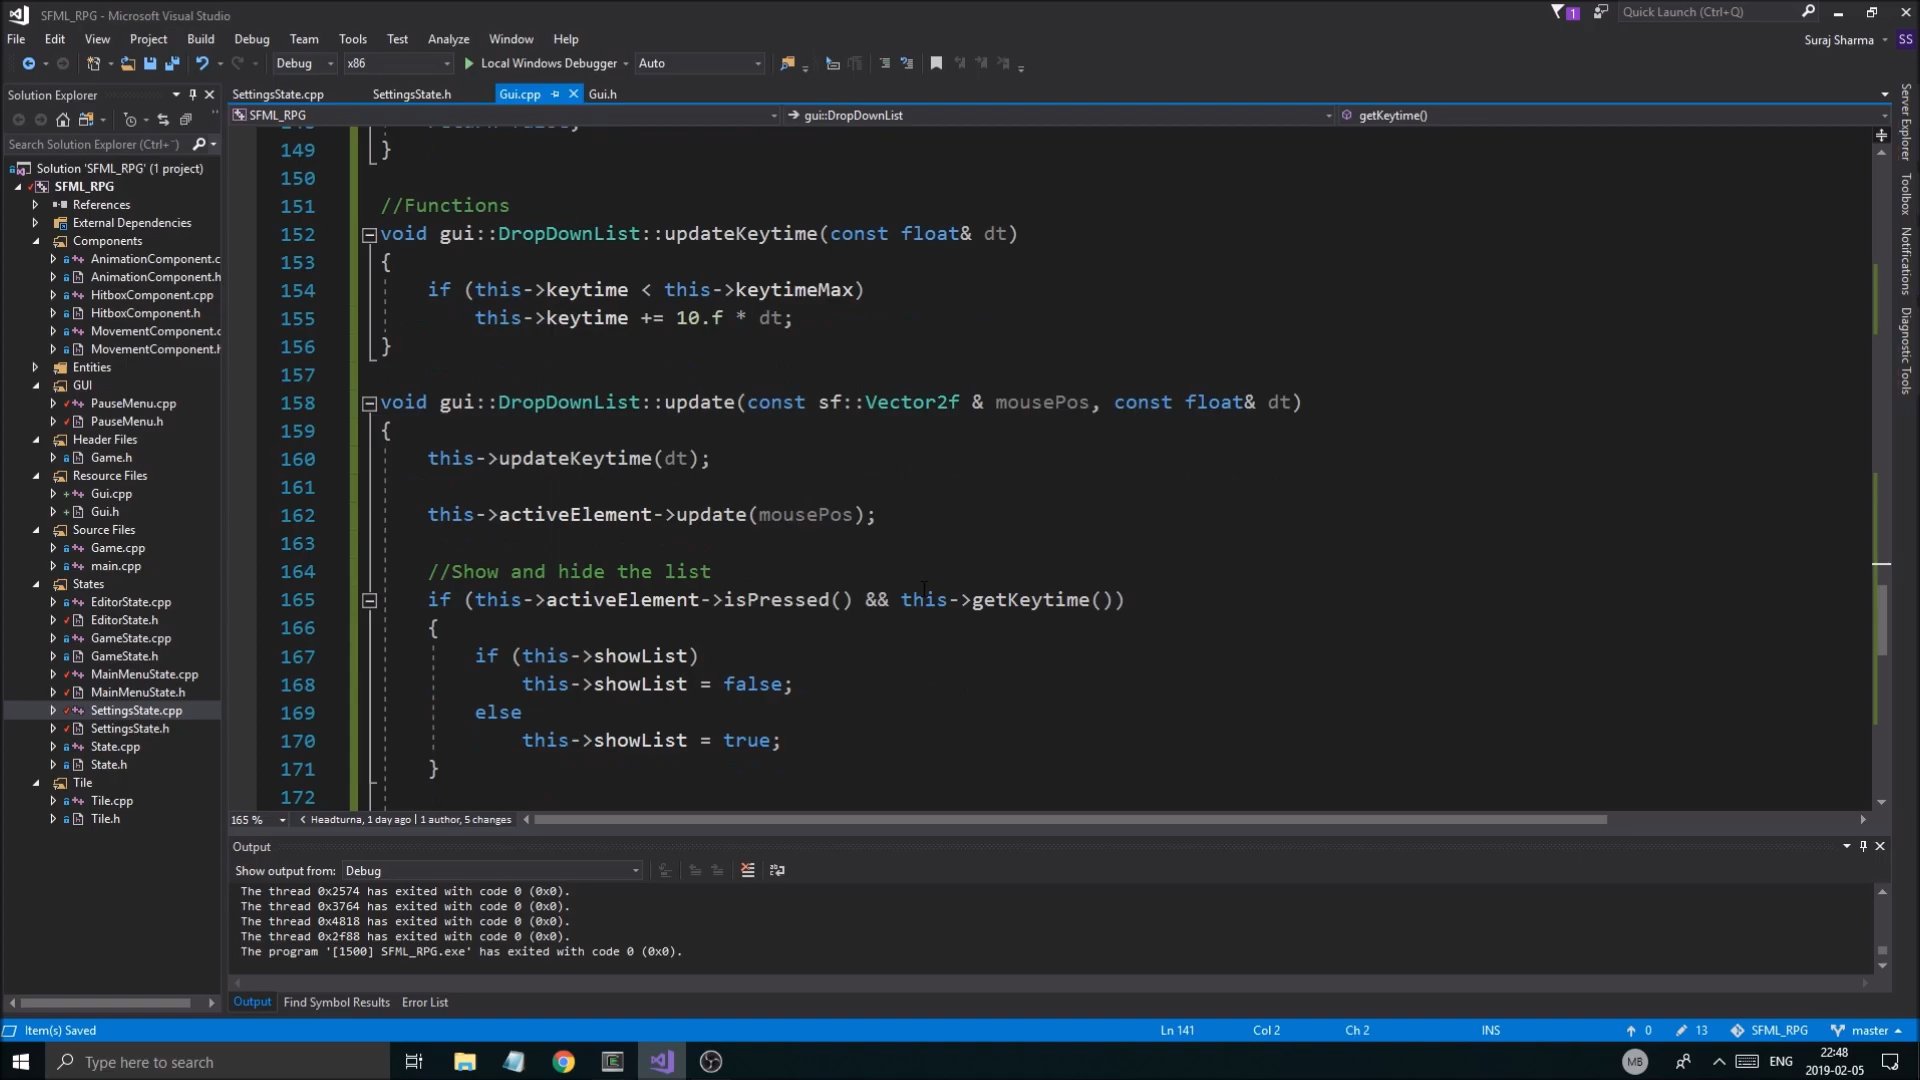 SFML_RPG - Microsoft Visual Studio
1
Quick Launch (Ctrl+Q)
File Edit View Project Build Debug Team Tools Test Analyze Window Help
Suraj Sharma SS
Debug x86 Local Windows Debugger Auto
Solution Explorer
SettingsState.cpp SettingsState.h Gui.cpp Gui.h
SFML_RPG gui::DropDownList getKeytime()
Search Solution Explorer (Ctrl+¨)
Solution 'SFML_RPG' (1 project)
SFML_RPG
References
External Dependencies
Components
AnimationComponent.c
AnimationComponent.h
HitboxComponent.cpp
HitboxComponent.h
MovementComponent.c
MovementComponent.h
Entities
GUI
PauseMenu.cpp
PauseMenu.h
Header Files
Game.h
Resource Files
Gui.cpp
Gui.h
Source Files
Game.cpp
main.cpp
States
EditorState.cpp
EditorState.h
GameState.cpp
GameState.h
MainMenuState.cpp
MainMenuState.h
SettingsState.cpp
SettingsState.h
State.cpp
State.h
Tile
Tile.cpp
Tile.h
149 }
150
151 //Functions
152 void gui::DropDownList::updateKeytime(const float& dt)
153 {
154 if (this->keytime < this->keytimeMax)
155 this->keytime += 10.f * dt;
156 }
157
158 void gui::DropDownList::update(const sf::Vector2f & mousePos, const float& dt)
159 {
160 this->updateKeytime(dt);
161
162 this->activeElement->update(mousePos);
163
164 //Show and hide the list
165 if (this->activeElement->isPressed() && this->getKeytime())
166 {
167 if (this->showList)
168 this->showList = false;
169 else
170 this->showList = true;
171 }
172
165 % Headturna, 1 day ago | 1 author, 5 changes
Server Explorer
Toolbox
Notifications
Diagnostic Tools
Output
Show output from: Debug
The thread 0x2574 has exited with code 0 (0x0).
The thread 0x3764 has exited with code 0 (0x0).
The thread 0x4818 has exited with code 0 (0x0).
The thread 0x2f88 has exited with code 0 (0x0).
The program '[1500] SFML_RPG.exe' has exited with code 0 (0x0).
Output Find Symbol Results Error List
Item(s) Saved Ln 141 Col 2 Ch 2 INS 0 13 SFML_RPG master
Type here to search
MB ENG 22:48
2019-02-05